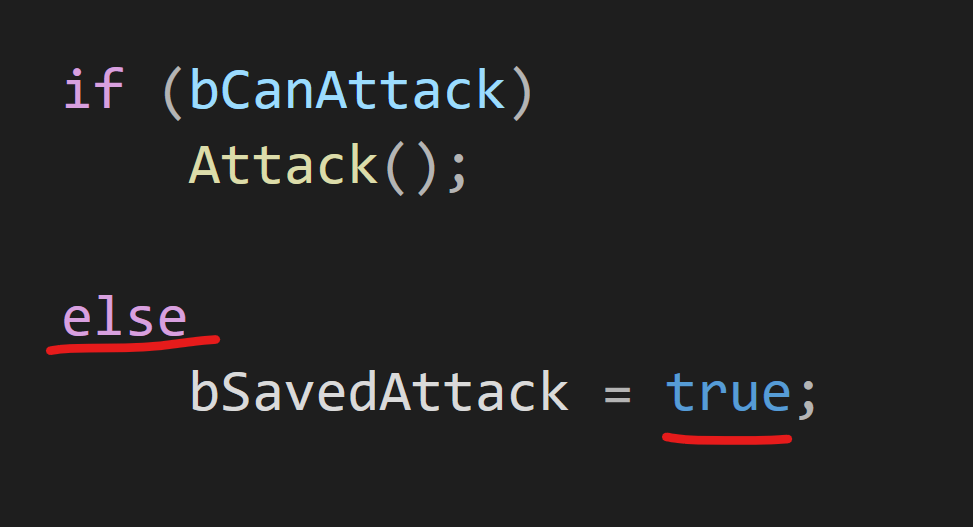 if (bCanAttack)
Attack();
else
bSavedAttack = true;